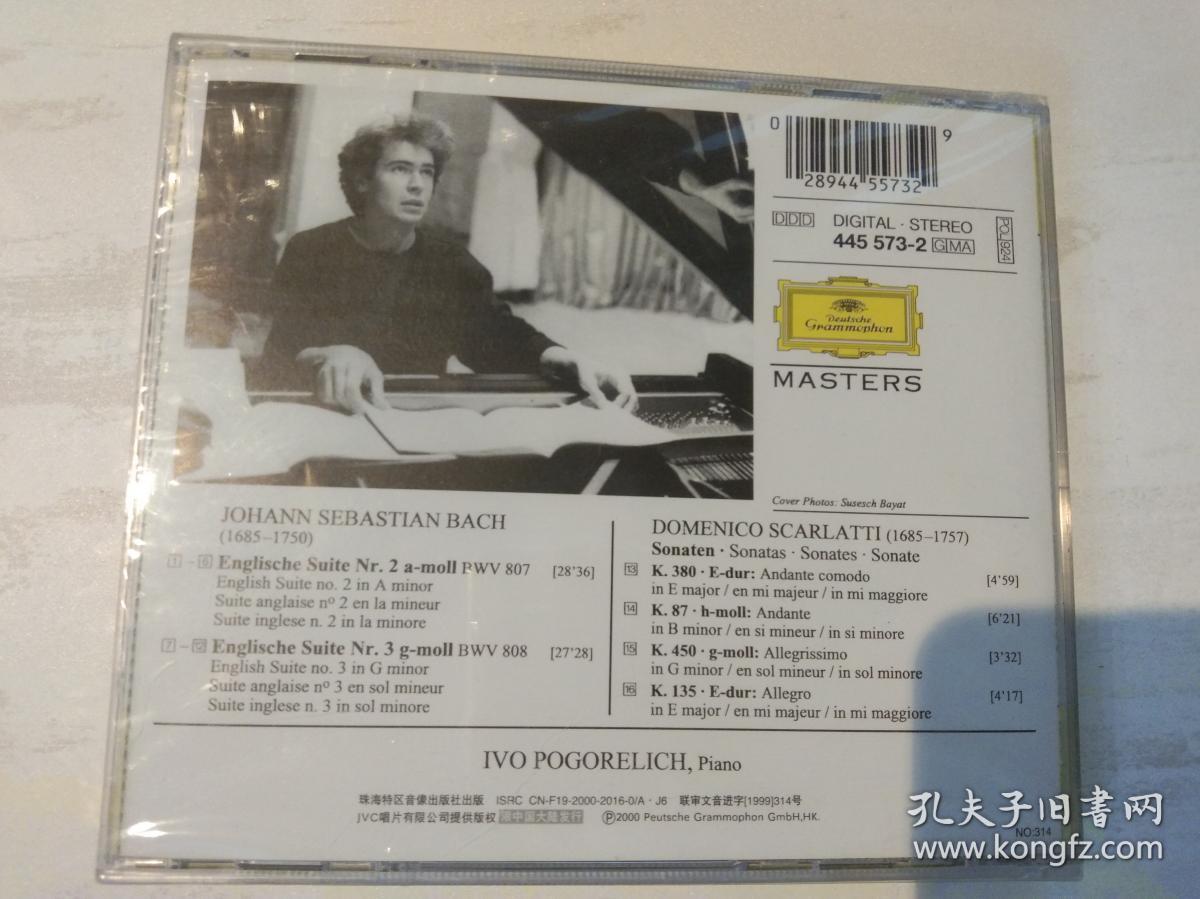 0
28944 55732
9
DDD DIGITAL · STEREO
445 573-2 GMA
POL 924
Deutsche
Grammophon
MASTERS
Cover Photos: Susesch Bayat
JOHANN SEBASTIAN BACH
(1685–1750)
1 – 6 Englische Suite Nr. 2 a-moll BWV 807 [28'36]
English Suite no. 2 in A minor
Suite anglaise nº 2 en la mineur
Suite inglese n. 2 in la minore
7 – 12 Englische Suite Nr. 3 g-moll BWV 808 [27'28]
English Suite no. 3 in G minor
Suite anglaise nº 3 en sol mineur
Suite inglese n. 3 in sol minore
DOMENICO SCARLATTI (1685–1757)
Sonaten · Sonatas · Sonates · Sonate
13 K. 380 · E-dur: Andante comodo [4'59]
in E major / en mi majeur / in mi maggiore
14 K. 87 · h-moll: Andante [6'21]
in B minor / en si mineur / in si minore
15 K. 450 · g-moll: Allegrissimo [3'32]
in G minor / en sol mineur / in sol minore
16 K. 135 · E-dur: Allegro [4'17]
in E major / en mi majeur / in mi maggiore
IVO POGORELICH, Piano
珠海特区音像出版社出版 ISRC CN-F19-2000-2016-0/A · J6 联审文音进字[1999]314号
JVC唱片有限公司提供版权 限中国大陆发行 ℗2000 Peutsche Grammophon GmbH,HK.
NO:314
孔夫子旧书网
www.kongfz.com